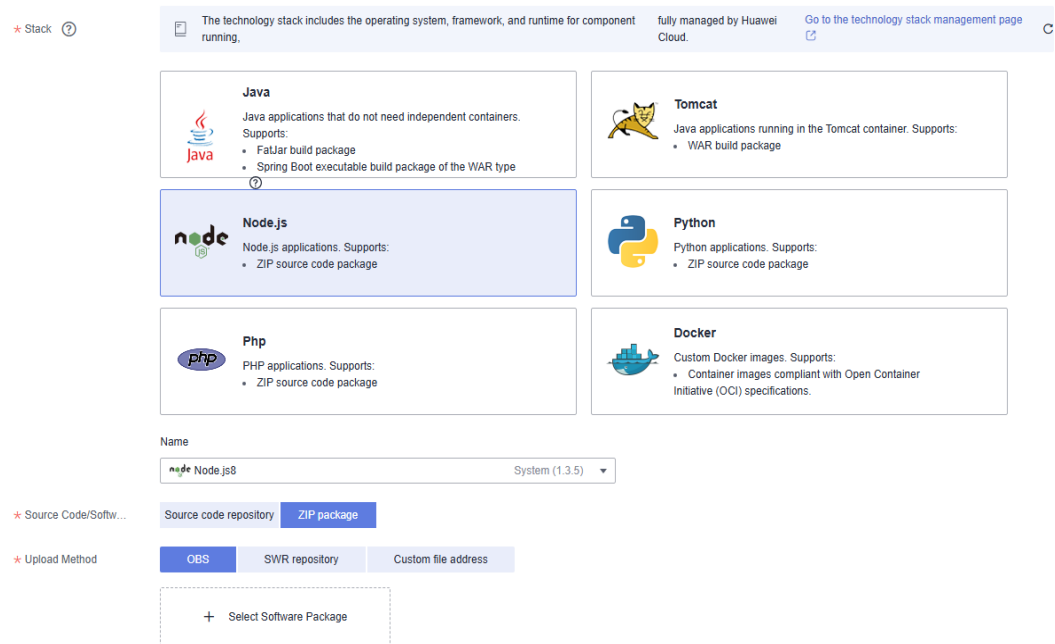 * Stack ?
The technology stack includes the operating system, framework, and runtime for component fully managed by Huawei Go to the technology stack management page
running, Cloud.
Java
Java applications that do not need independent containers.
Supports:
• FatJar build package
• Spring Boot executable build package of the WAR type
?
Java
Tomcat
Java applications running in the Tomcat container. Supports:
• WAR build package
Node.js
Node.js applications. Supports:
• ZIP source code package
node
JS
Python
Python applications. Supports:
• ZIP source code package
Php
PHP applications. Supports:
• ZIP source code package
php
Docker
Custom Docker images. Supports:
• Container images compliant with Open Container
Initiative (OCI) specifications.
Name
node Node.js8 System (1.3.5)
* Source Code/Softw... Source code repository ZIP package
* Upload Method OBS SWR repository Custom file address
+ Select Software Package